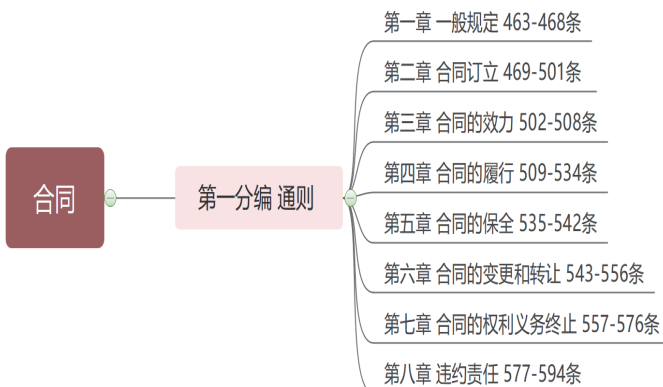 合同
第一分编 通则
第一章 一般规定 463-468条
第二章 合同订立 469-501条
第三章 合同的效力 502-508条
第四章 合同的履行 509-534条
第五章 合同的保全 535-542条
第六章 合同的变更和转让 543-556条
第七章 合同的权利义务终止 557-576条
第八章 违约责任 577-594条